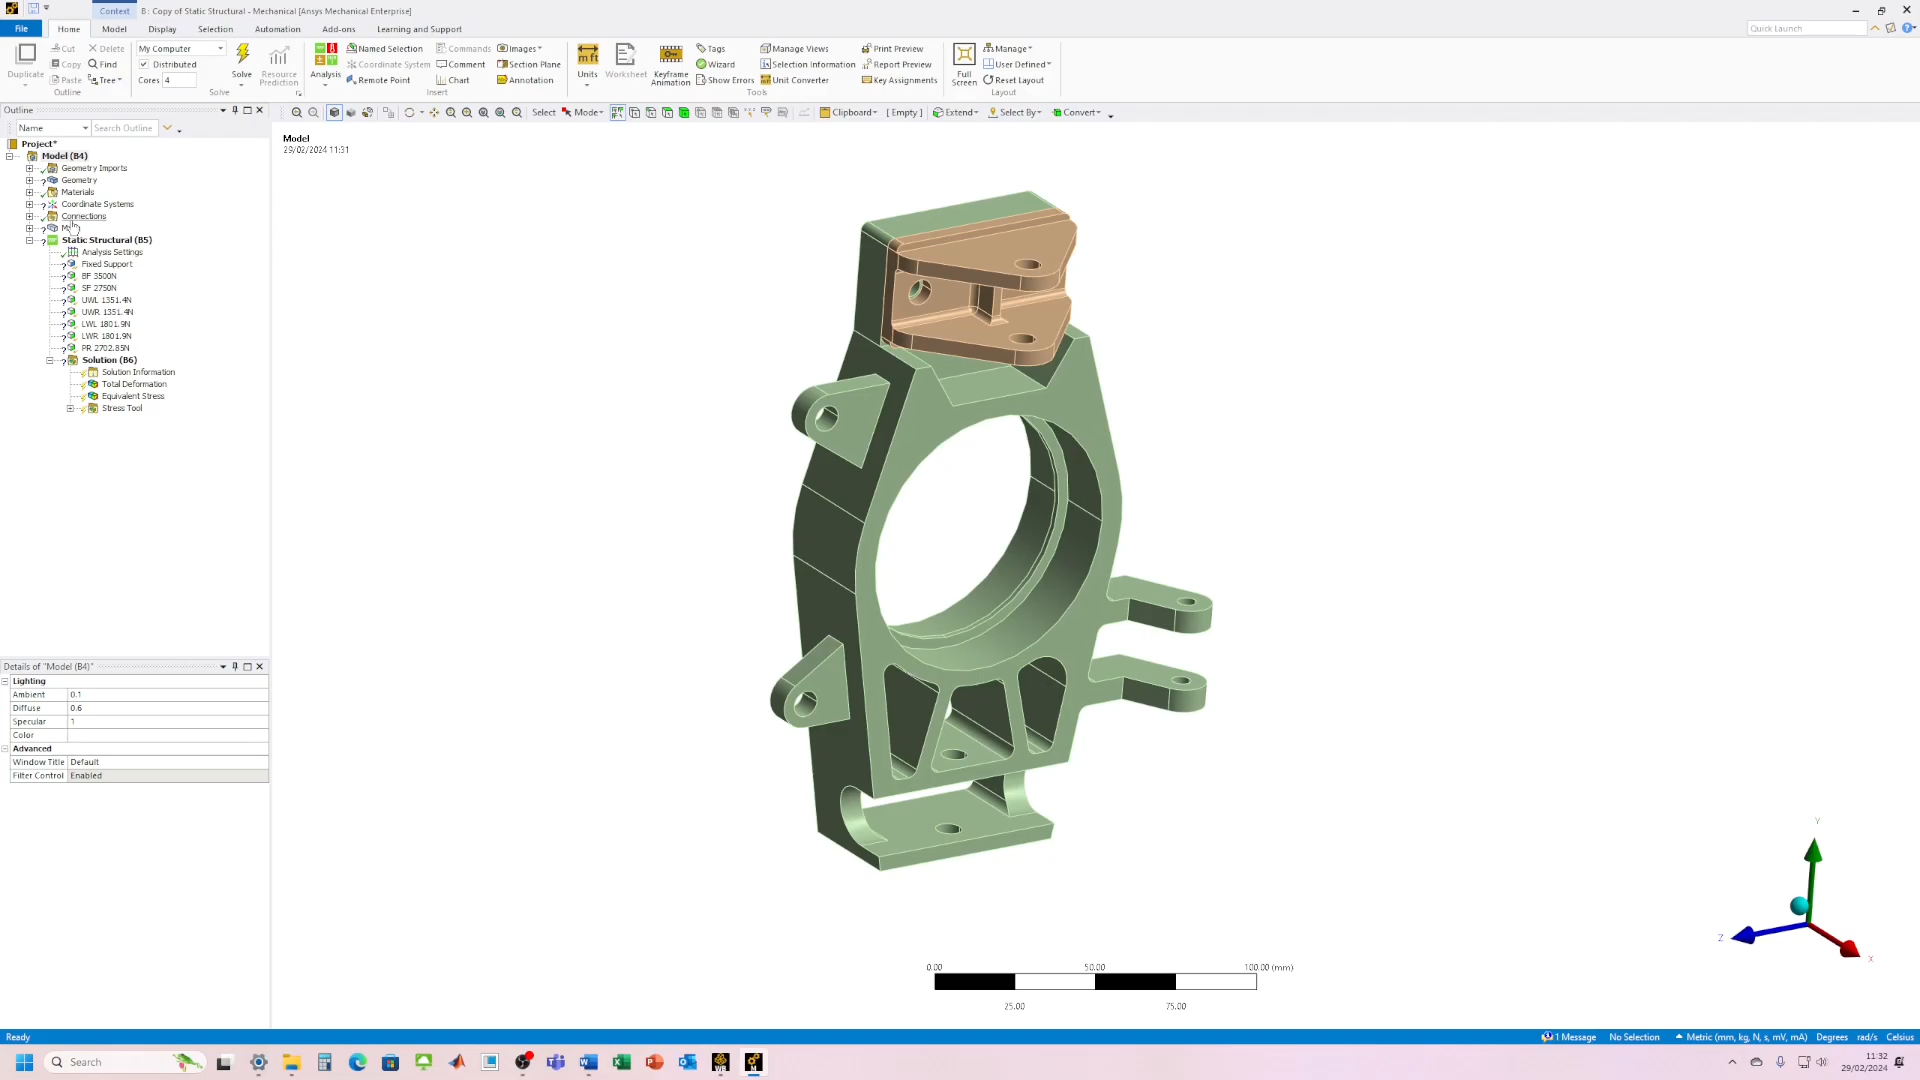 Context
B : Copy of Static Structural - Mechanical [Ansys Mechanical Enterprise]
File
Home
Model
Display
Selection
Automation
Add-ons
Learning and Support
Quick Launch
Duplicate
Cut
Delete
Copy
Find
Paste
Tree
Outline
My Computer
Distributed
Cores 4
Solve
Resource Prediction
Solve
Analysis
Named Selection
Coordinate System
Remote Point
Commands
Comment
Chart
Images
Section Plane
Annotation
Insert
Units
Worksheet
Keyframe Animation
Tags
Wizard
Show Errors
Manage Views
Selection Information
Unit Converter
Print Preview
Report Preview
Key Assignments
Tools
Full Screen
Manage
User Defined
Reset Layout
Layout
Outline
Name
Search Outline
Select
Mode
Clipboard
[ Empty ]
Extend
Select By
Convert
Project*
Model (B4)
Geometry Imports
Geometry
Materials
Coordinate Systems
Connections
Static Structural (B5)
Analysis Settings
Fixed Support
BF 3500N
SF 2750N
UWL 1351.4N
UWR 1351.4N
LWL 1801.9N
LWR 1801.9N
PR 2702.85N
Solution (B6)
Solution Information
Total Deformation
Equivalent Stress
Stress Tool
Model
29/02/2024 11:31
Details of "Model (B4)"
Lighting
Ambient 0.1
Diffuse 0.6
Specular 1
Color
Advanced
Window Title Default
Filter Control Enabled
Y
Z
X
0.00
50.00
100.00 (mm)
25.00
75.00
Ready
1 Message
No Selection
Metric (mm, kg, N, s, mV, mA)
Degrees
rad/s
Celsius
Search
11:32
29/02/2024